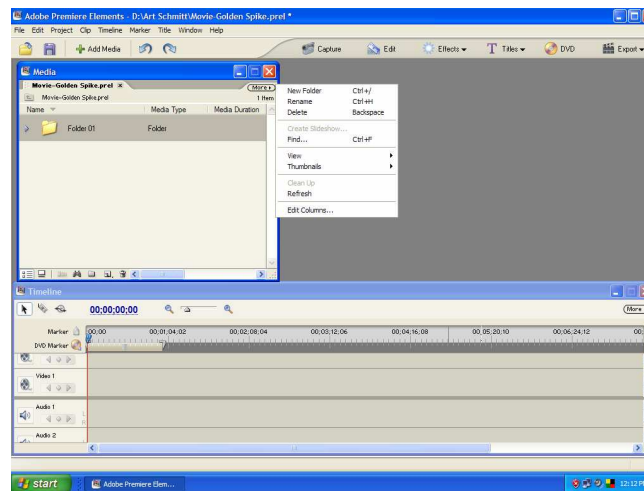 Adobe Premiere Elements - D:\Art Schmitt\Movie-Golden Spike.prel *
File Edit Project Clip Timeline Marker Title Window Help
Add Media Capture Edit Effects Titles DVD Export
Media
Movie-Golden Spike.prel × More
Movie-Golden Spike.prel 1 Item
Name Media Type Media Duration
Folder 01 Folder
New Folder Ctrl+/
Rename Ctrl+H
Delete Backspace
Create Slideshow...
Find... Ctrl+F
View
Thumbnails
Clean Up
Refresh
Edit Columns...
Timeline
00;00;00;00 More
Marker 00;00 00;01;04;02 00;02;08;04 00;03;12;06 00;04;16;08 00;05;20;10 00;06;24;12 00;
DVD Marker
Video 1
Audio 1
L
R
Audio 2
start Adobe Premiere Elem... 12:12 P